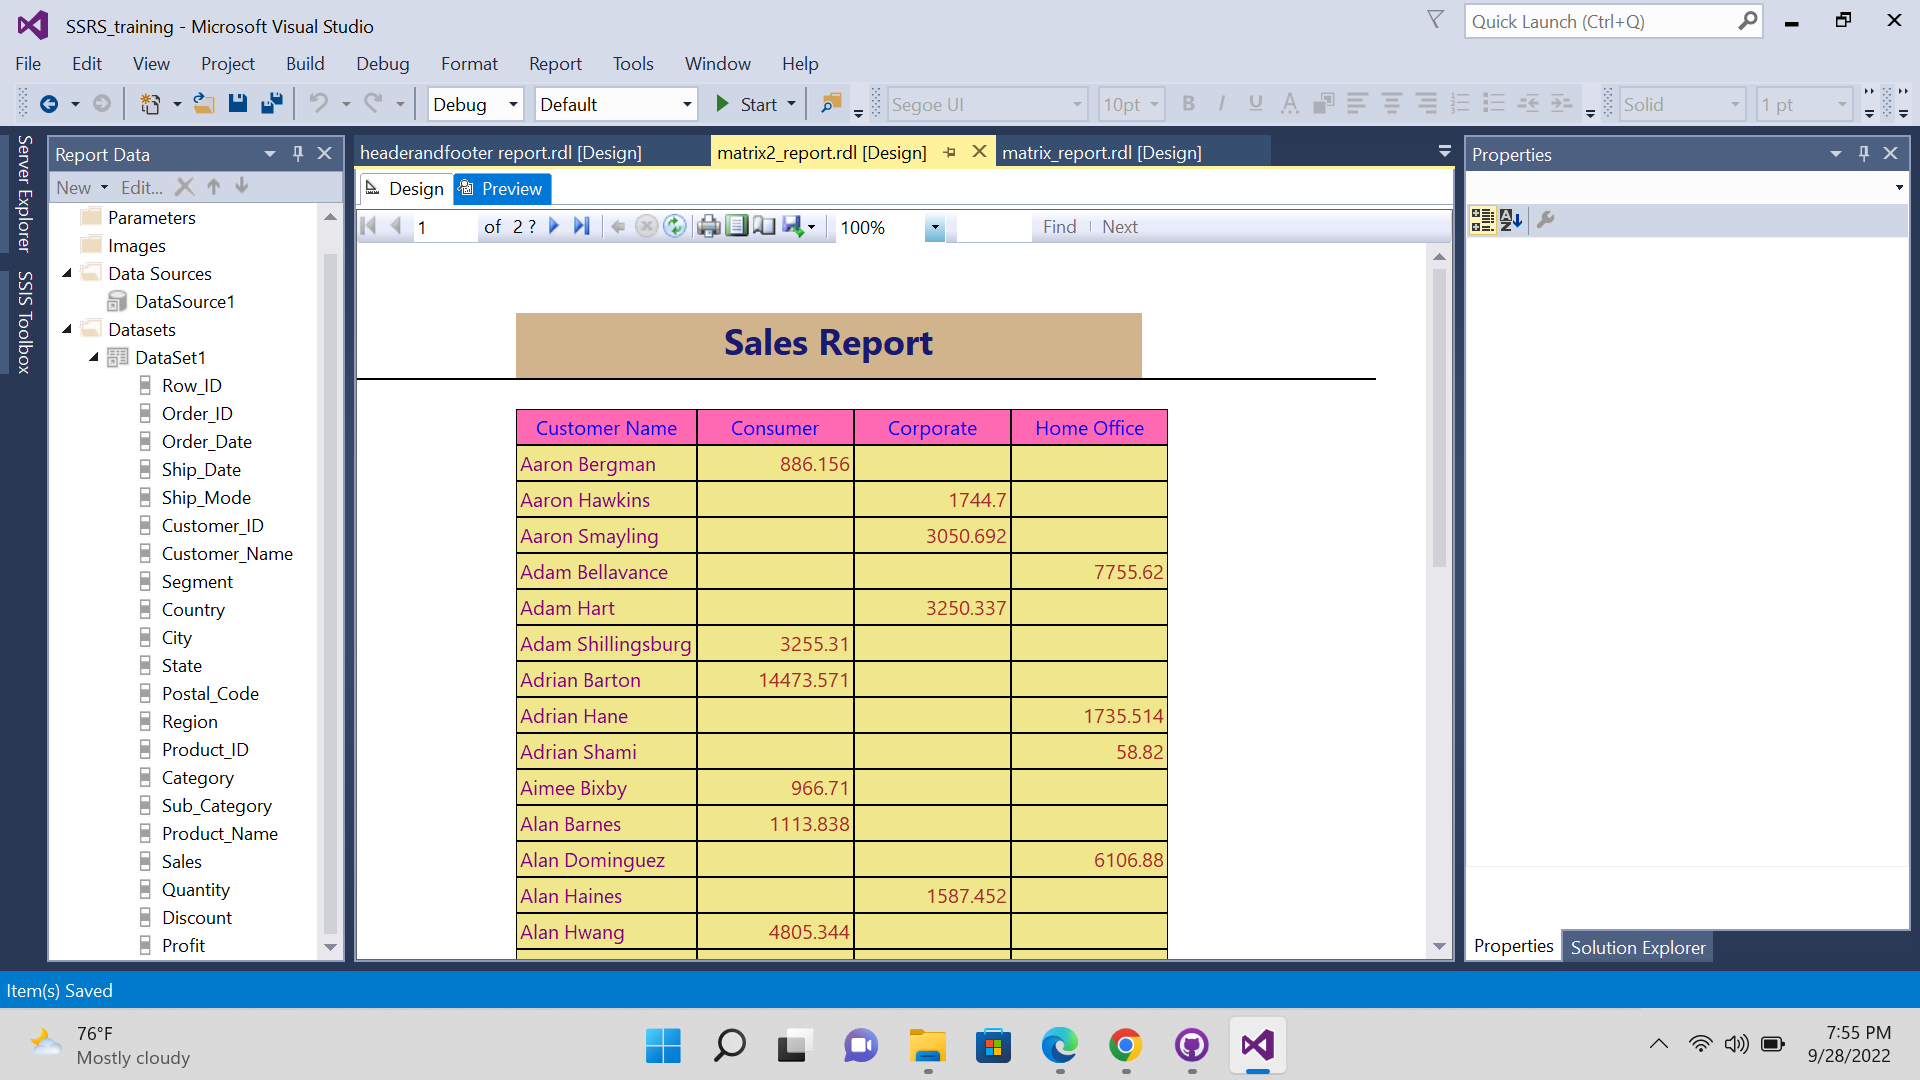 SSRS_training - Microsoft Visual Studio
Quick Launch (Ctrl+Q)
File Edit View Project Build Debug Format Report Tools Window Help
Debug Default Start Segoe UI 10pt B I U A Solid 1 pt
Server Explorer
SSIS Toolbox
Report Data
New Edit...
Parameters
Images
Data Sources
DataSource1
Datasets
DataSet1
Row_ID
Order_ID
Order_Date
Ship_Date
Ship_Mode
Customer_ID
Customer_Name
Segment
Country
City
State
Postal_Code
Region
Product_ID
Category
Sub_Category
Product_Name
Sales
Quantity
Discount
Profit
headerandfooter report.rdl [Design] matrix2_report.rdl [Design] matrix_report.rdl [Design]
Design Preview
1 of 2 ? 100% Find Next
Sales Report
Customer Name Consumer Corporate Home Office
Aaron Bergman 886.156
Aaron Hawkins 1744.7
Aaron Smayling 3050.692
Adam Bellavance 7755.62
Adam Hart 3250.337
Adam Shillingsburg 3255.31
Adrian Barton 14473.571
Adrian Hane 1735.514
Adrian Shami 58.82
Aimee Bixby 966.71
Alan Barnes 1113.838
Alan Dominguez 6106.88
Alan Haines 1587.452
Alan Hwang 4805.344
Properties
Properties Solution Explorer
Item(s) Saved
76°F
Mostly cloudy
7:55 PM
9/28/2022